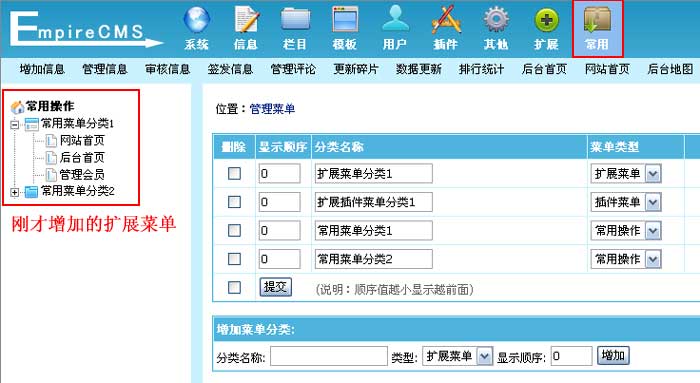 EmpireCMS
系统 信息 栏目 模板 用户 插件 其他 扩展 常用
增加信息 管理信息 审核信息 签发信息 管理评论 更新碎片 数据更新 排行统计 后台首页 网站首页 后台地图
常用操作
常用菜单分类1
网站首页
后台首页
管理会员
常用菜单分类2
刚才增加的扩展菜单
位置：管理菜单
删除 显示顺序 分类名称 菜单类型
0 扩展菜单分类1 扩展菜单
0 扩展插件菜单分类1 插件菜单
0 常用菜单分类1 常用操作
0 常用菜单分类2 常用操作
提交 (说明：顺序值越小显示越前面)
增加菜单分类:
分类名称: 类型: 扩展菜单 显示顺序: 0 增加